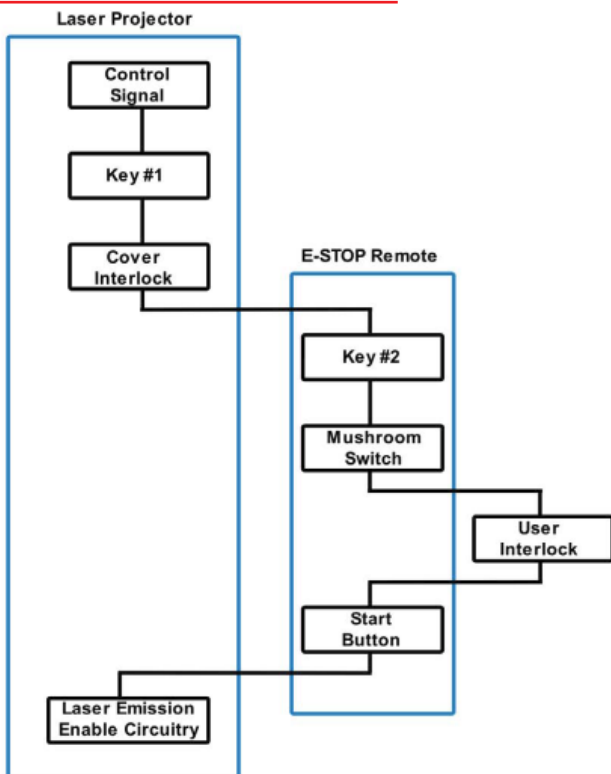 Laser Projector
Control
Signal
Key #1
Cover
Interlock
E-STOP Remote
Key #2
Mushroom
Switch
User
Interlock
Start
Button
Laser Emission
Enable Circuitry